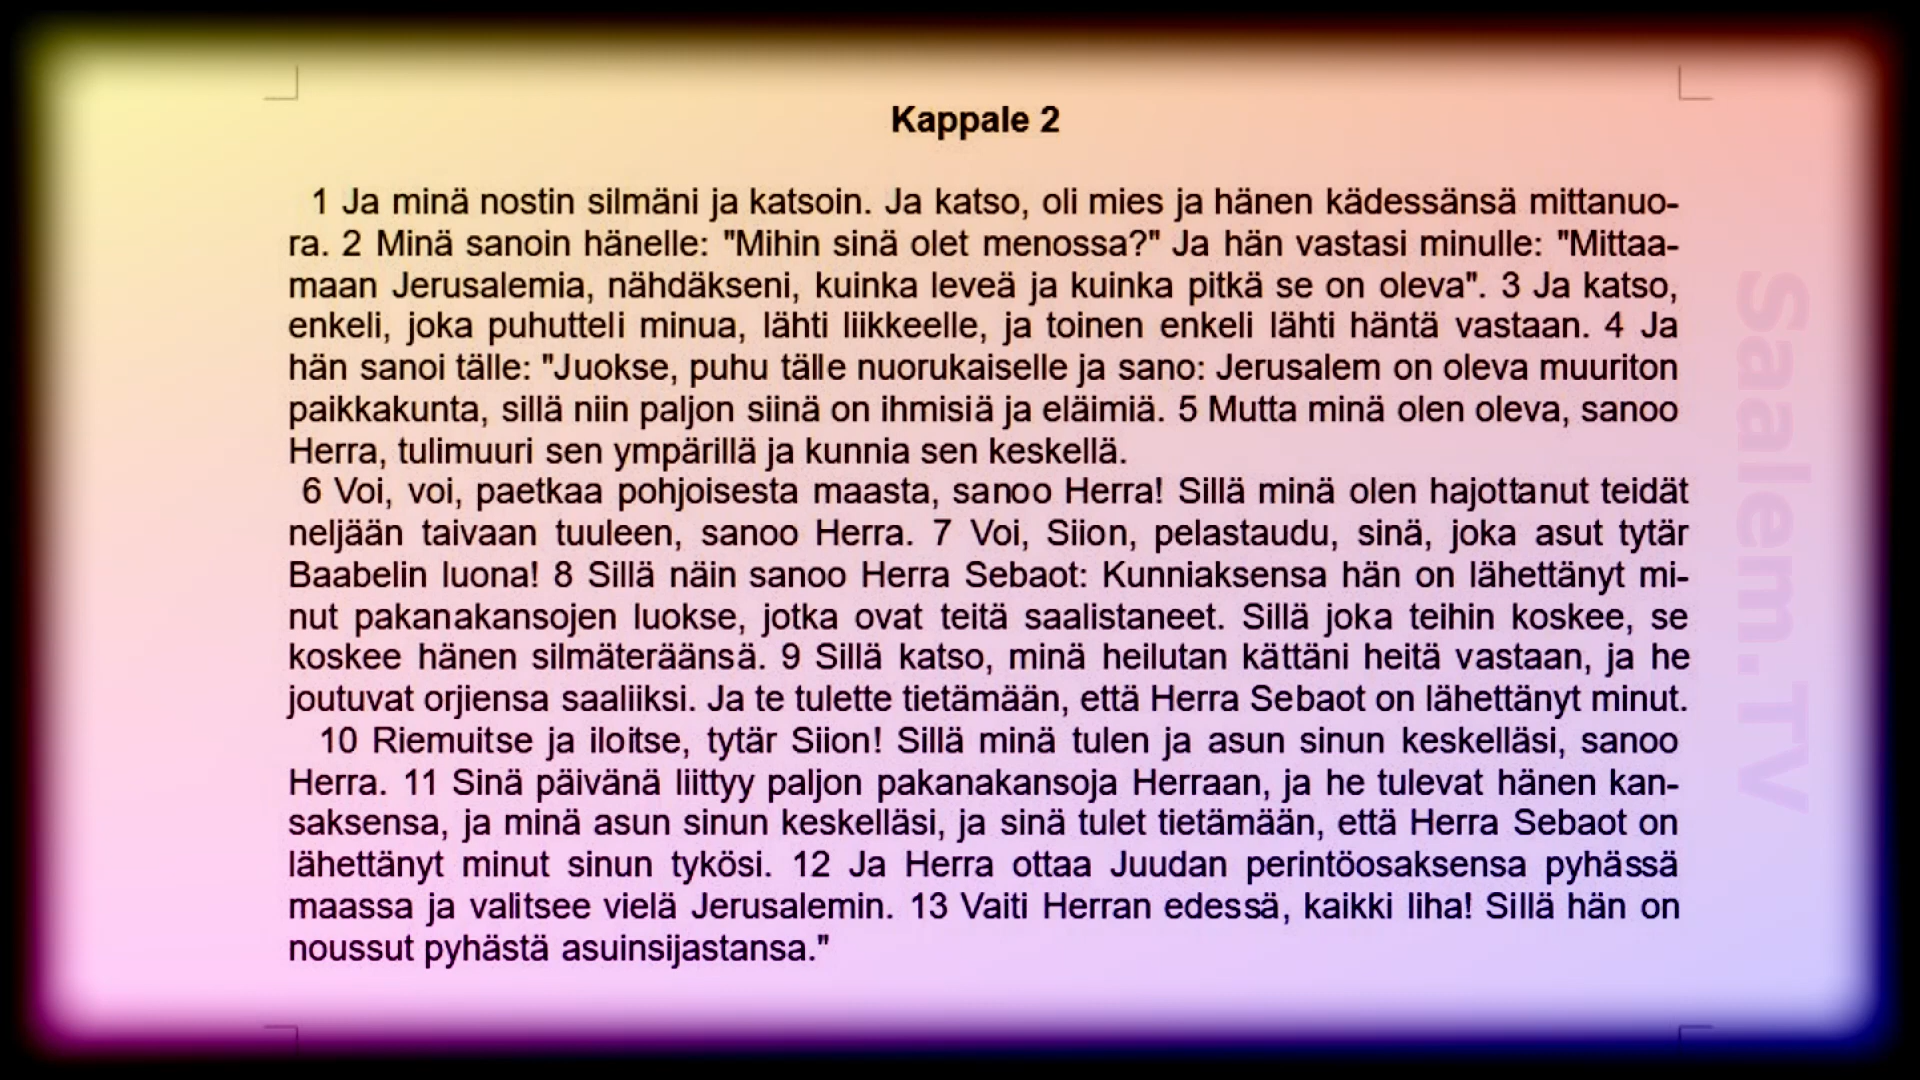 Kappale 2
1 Ja minä nostin silmäni ja katsoin. Ja katso, oli mies ja hänen kädessänsä mittanuo-
ra. 2 Minä sanoin hänelle: "Mihin sinä olet menossa?" Ja hän vastasi minulle: "Mittaa-
maan Jerusalemia, nähdäkseni, kuinka leveä ja kuinka pitkä se on oleva". 3 Ja katso,
enkeli, joka puhutteli minua, lähti liikkeelle, ja toinen enkeli lähti häntä vastaan. 4 Ja
hän sanoi tälle: "Juokse, puhu tälle nuorukaiselle ja sano: Jerusalem on oleva muuriton
paikkakunta, sillä niin paljon siinä on ihmisiä ja eläimiä. 5 Mutta minä olen oleva, sanoo
Herra, tulimuuri sen ympärillä ja kunnia sen keskellä.
6 Voi, voi, paetkaa pohjoisesta maasta, sanoo Herra! Sillä minä olen hajottanut teidät
neljään taivaan tuuleen, sanoo Herra. 7 Voi, Siion, pelastaudu, sinä, joka asut tytär
Baabelin luona! 8 Sillä näin sanoo Herra Sebaot: Kunniaksensa hän on lähettänyt mi-
nut pakanakansojen luokse, jotka ovat teitä saalistaneet. Sillä joka teihin koskee, se
koskee hänen silmäteräänsä. 9 Sillä katso, minä heilutan kättäni heitä vastaan, ja he
joutuvat orjiensa saaliiksi. Ja te tulette tietämään, että Herra Sebaot on lähettänyt minut.
10 Riemuitse ja iloitse, tytär Siion! Sillä minä tulen ja asun sinun keskelläsi, sanoo
Herra. 11 Sinä päivänä liittyy paljon pakanakansoja Herraan, ja he tulevat hänen kan-
saksensa, ja minä asun sinun keskelläsi, ja sinä tulet tietämään, että Herra Sebaot on
lähettänyt minut sinun tykösi. 12 Ja Herra ottaa Juudan perintöosaksensa pyhässä
maassa ja valitsee vielä Jerusalemin. 13 Vaiti Herran edessä, kaikki liha! Sillä hän on
noussut pyhästä asuinsijastansa."
Saalem.TV